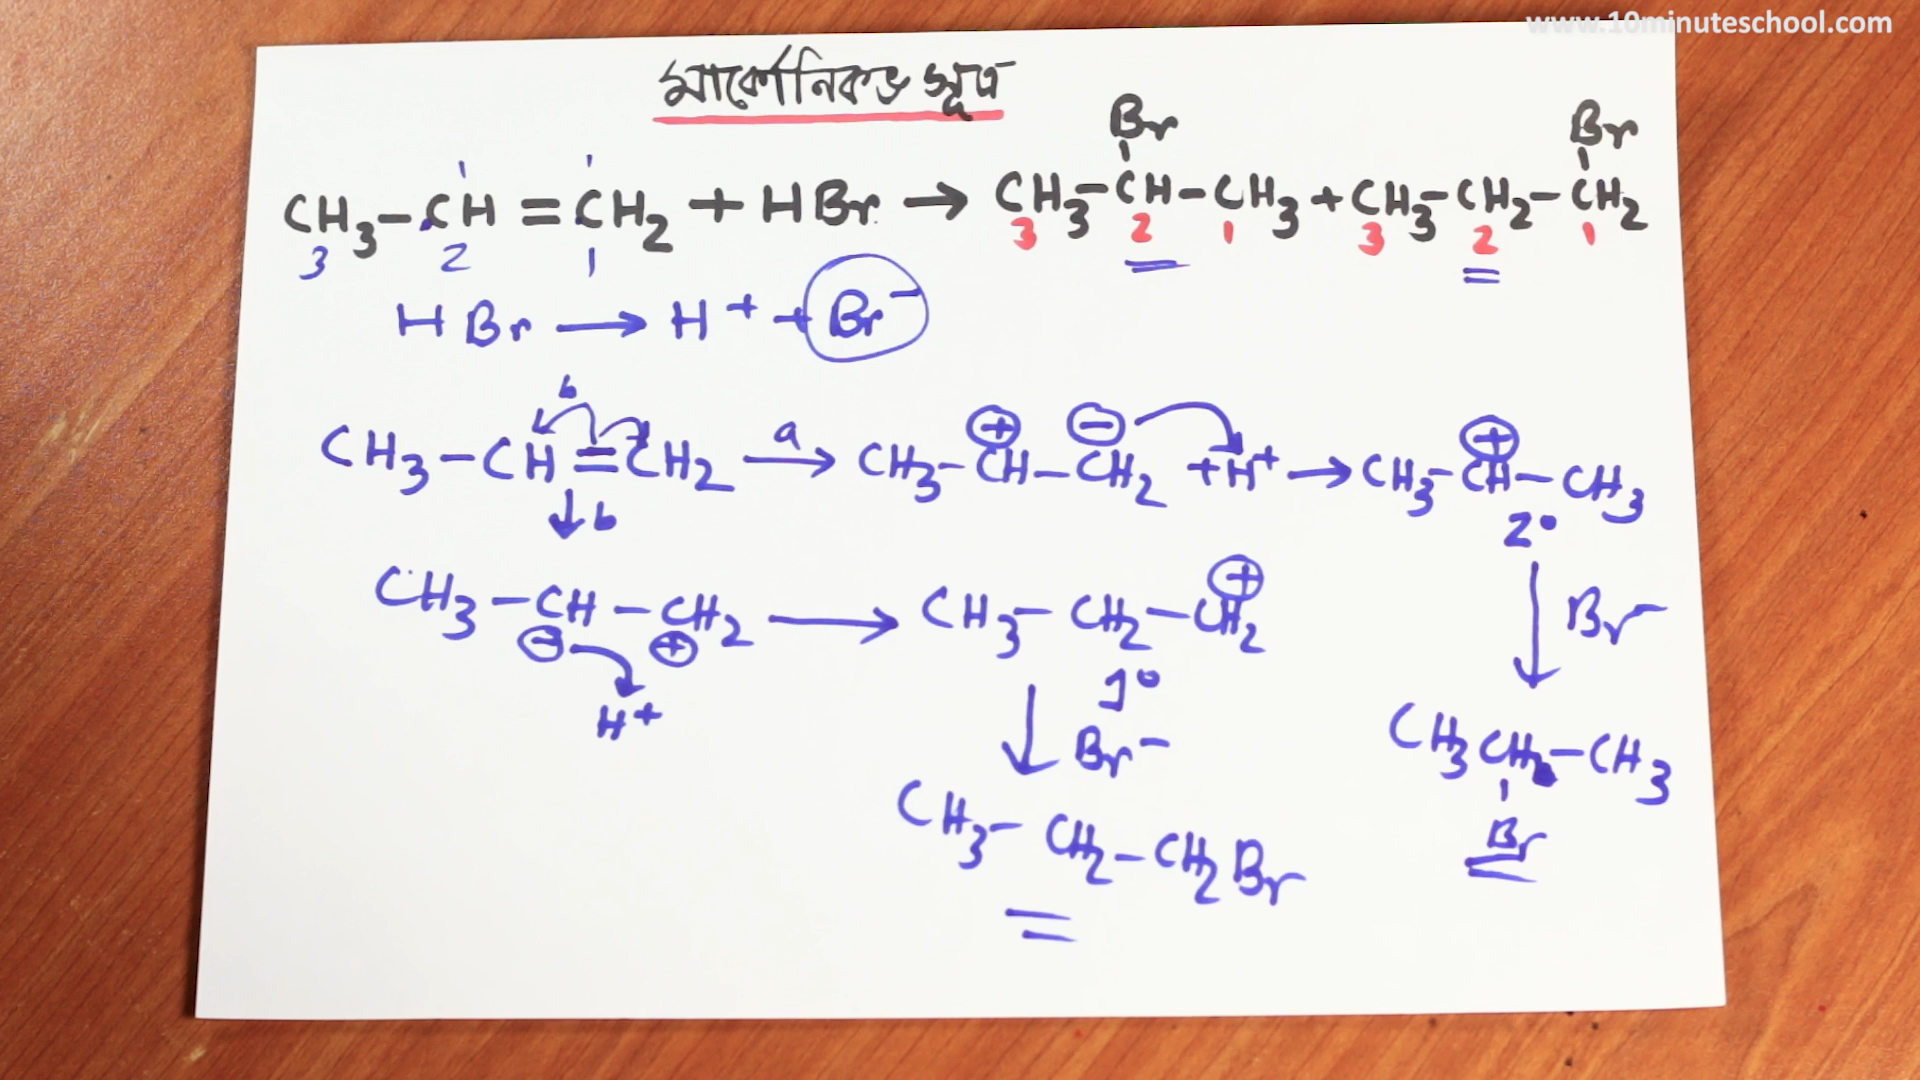 www.10minuteschool.com
মার্কোনিকভ সূত্র
Br Br
CH3-CH=CH2+HBr→CH3-CH-CH3+CH3-CH2-CH2
3 2 1 3 2 1 3 2 1
HBr→H+ + Br-
b
CH3-CH=CH2 a→ CH3-CH-CH2 +H+ →CH3-CH-CH3
⊕ ⊖ ⊕
↓b 2°
CH3-CH-CH2→CH3-CH2-CH2
⊖ ⊕ ⊕
H+ 1° ↓Br-
↓Br-
CH3CH-CH3
Br
CH3-CH2-CH2Br